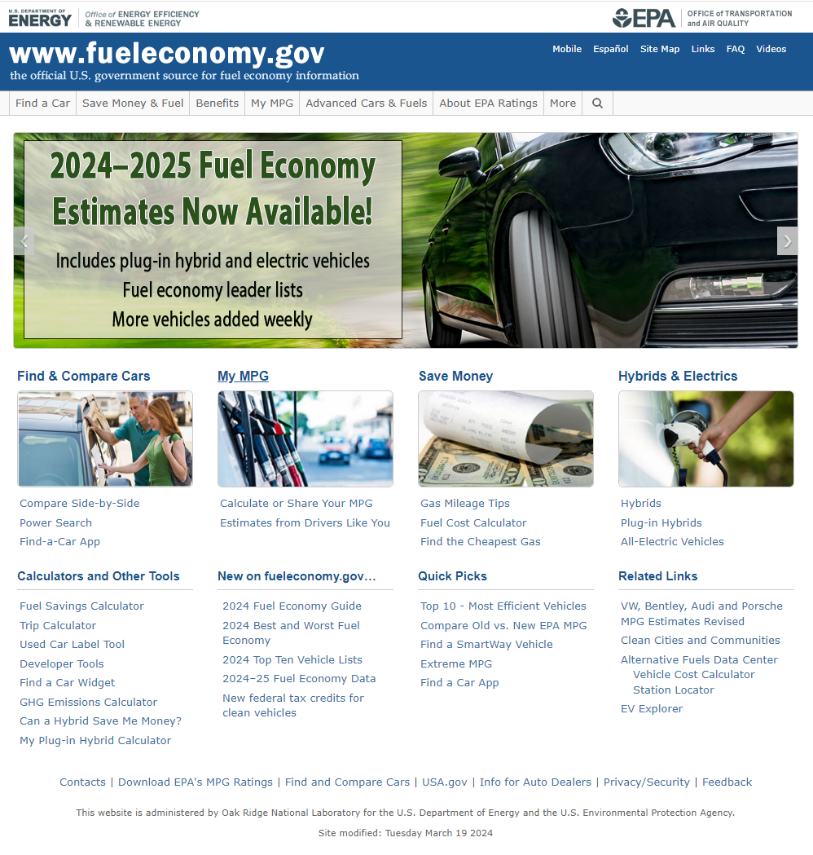 U.S. DEPARTMENT OF
ENERGY
Office of ENERGY EFFICIENCY
& RENEWABLE ENERGY
EPA
OFFICE of TRANSPORTATION
and AIR QUALITY
www.fueleconomy.gov
the official U.S. government source for fuel economy information
Mobile Español Site Map Links FAQ Videos
Find a Car Save Money & Fuel Benefits My MPG Advanced Cars & Fuels About EPA Ratings More
2024–2025 Fuel Economy
Estimates Now Available!
Includes plug-in hybrid and electric vehicles
Fuel economy leader lists
More vehicles added weekly
Find & Compare Cars
Compare Side-by-Side
Power Search
Find-a-Car App
My MPG
Calculate or Share Your MPG
Estimates from Drivers Like You
Save Money
Gas Mileage Tips
Fuel Cost Calculator
Find the Cheapest Gas
Hybrids & Electrics
Hybrids
Plug-in Hybrids
All-Electric Vehicles
Calculators and Other Tools
Fuel Savings Calculator
Trip Calculator
Used Car Label Tool
Developer Tools
Find a Car Widget
GHG Emissions Calculator
Can a Hybrid Save Me Money?
My Plug-in Hybrid Calculator
New on fueleconomy.gov...
2024 Fuel Economy Guide
2024 Best and Worst Fuel
Economy
2024 Top Ten Vehicle Lists
2024–25 Fuel Economy Data
New federal tax credits for
clean vehicles
Quick Picks
Top 10 - Most Efficient Vehicles
Compare Old vs. New EPA MPG
Find a SmartWay Vehicle
Extreme MPG
Find a Car App
Related Links
VW, Bentley, Audi and Porsche
MPG Estimates Revised
Clean Cities and Communities
Alternative Fuels Data Center
Vehicle Cost Calculator
Station Locator
EV Explorer
Contacts | Download EPA's MPG Ratings | Find and Compare Cars | USA.gov | Info for Auto Dealers | Privacy/Security | Feedback
This website is administered by Oak Ridge National Laboratory for the U.S. Department of Energy and the U.S. Environmental Protection Agency.
Site modified: Tuesday March 19 2024